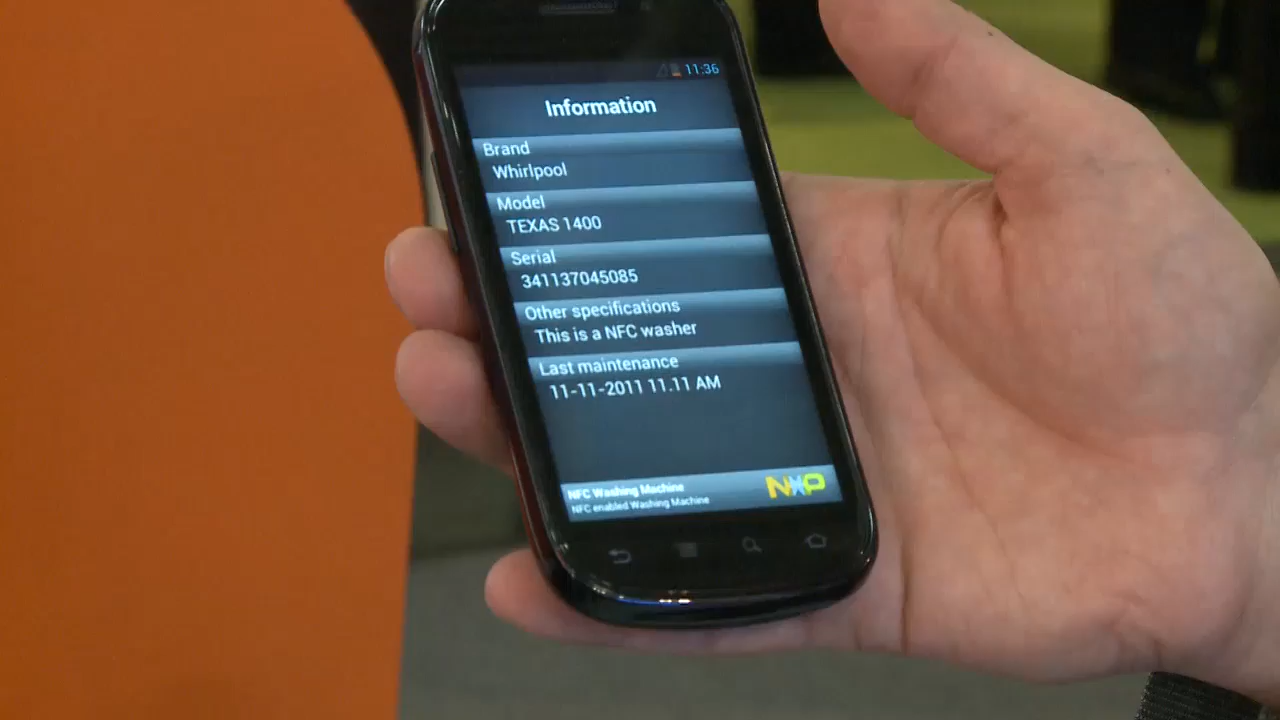 11:36
Information
Brand
Whirlpool
Model
TEXAS 1400
Serial
341137045085
Other specifications
This is a NFC washer
Last maintenance
11-11-2011 11.11 AM
NFC Washing Machine
NFC enabled Washing Machine
NXP